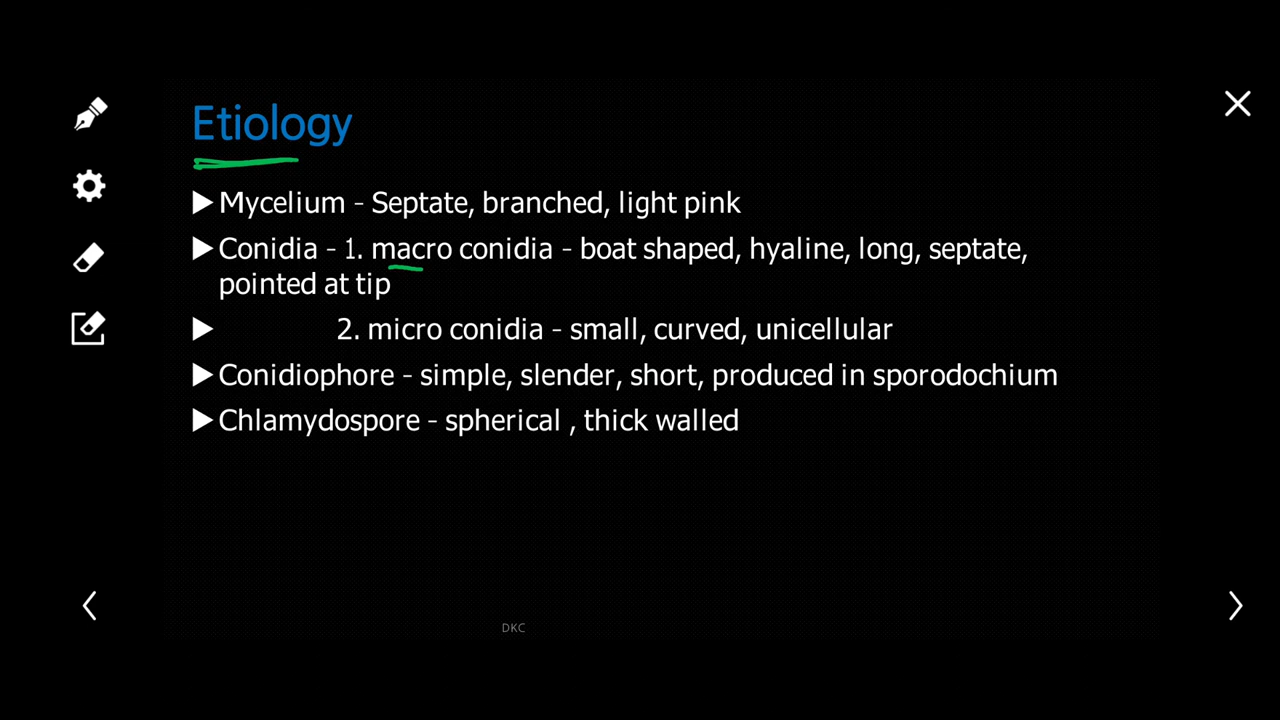 Etiology
▶Mycelium - Septate, branched, light pink
▶Conidia - 1. macro conidia - boat shaped, hyaline, long, septate,
pointed at tip
▶ 2. micro conidia - small, curved, unicellular
▶Conidiophore - simple, slender, short, produced in sporodochium
▶Chlamydospore - spherical , thick walled
DKC